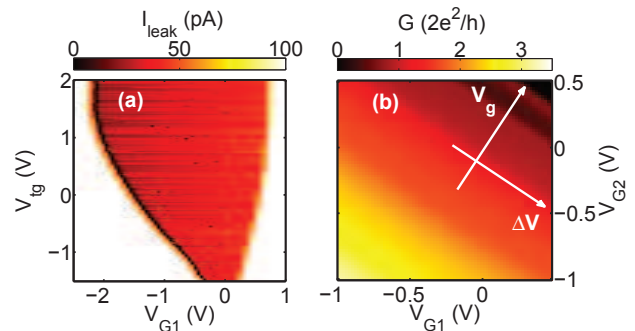 I_leak (pA)
0 50 100
G (2e²/h)
0 1 2 3
(a)
2
1
0
−1
V_tg (V)
−2 −1 0 1
V_G1 (V)
(b)
V_g
ΔV
0.5
0
−0.5
−1
V_G2 (V)
−1 −0.5 0
V_G1 (V)